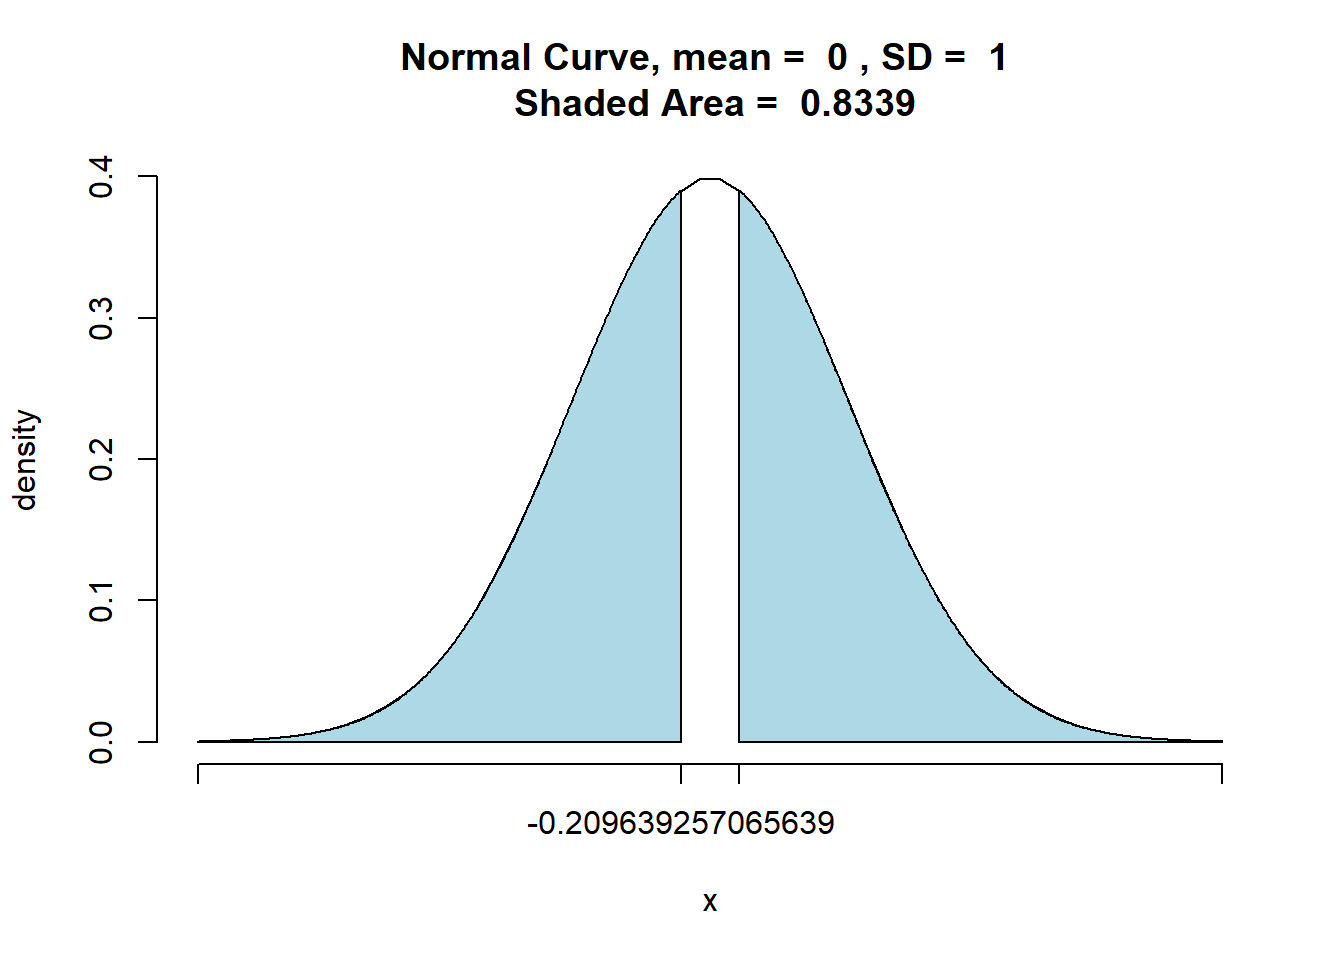 Normal Curve, mean =  0 , SD =  1
Shaded Area =  0.8339
density
0.4
0.3
0.2
0.1
0.0
-0.209639257065639
x